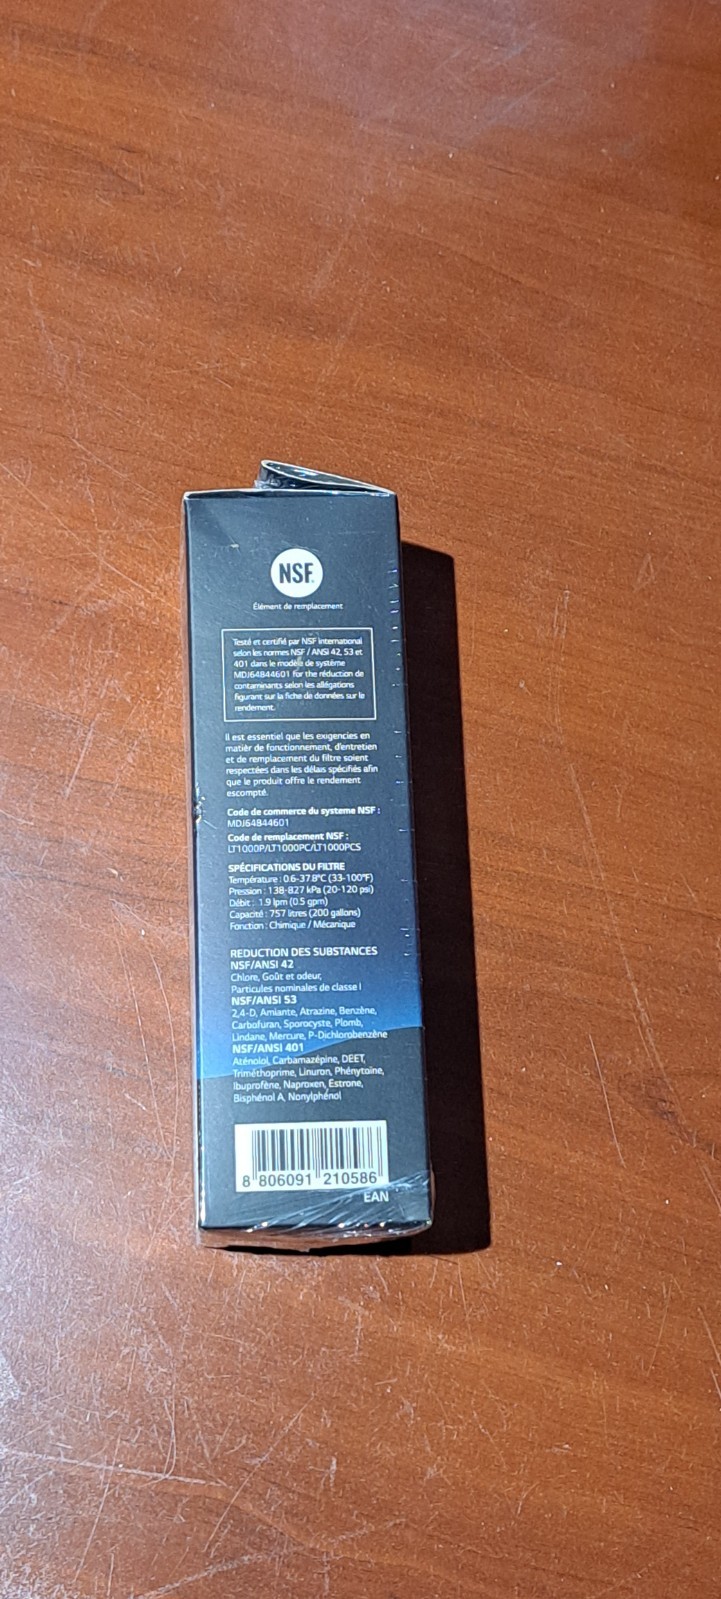 NSF
Élément de remplacement
Testé et certifié par NSF International
selon les normes NSF / ANSI 42, 53 et
401 dans le modèle de système
MDJ64844601 for the réduction de
contaminants selon les allégations
figurant sur la fiche de données sur le
rendement.
Il est essentiel que les exigencies en
matièr de fonctionnement, d'entretien
et de remplacement du filtre soient
respectées dans les délais spécifiés afin
que le produit offre le rendement
escompté.
Code de commerce du systeme NSF :
MDJ64844601
Code de remplacement NSF :
LT1000P/LT1000PC/LT1000PCS
SPÉCIFICATIONS DU FILTRE
Température : 0.6-37.8°C (33-100°F)
Pression : 138-827 kPa (20-120 psi)
Débit : 1.9 lpm (0.5 gpm)
Capacité : 757 litres (200 gallons)
Fonction : Chimique / Mécanique
REDUCTION DES SUBSTANCES
NSF/ANSI 42
Chlore, Goût et odeur,
Particules nominales de classe I
NSF/ANSI 53
2,4-D, Amiante, Atrazine, Benzène,
Carbofuran, Sporocyste, Plomb,
Lindane, Mercure, P-Dichlorobenzène
NSF/ANSI 401
Aténolol, Carbamazépine, DEET,
Triméthoprime, Linuron, Phénytoïne,
Ibuprofène, Naproxen, Estrone,
Bisphénol A, Nonylphénol
8 806091 210586
EAN